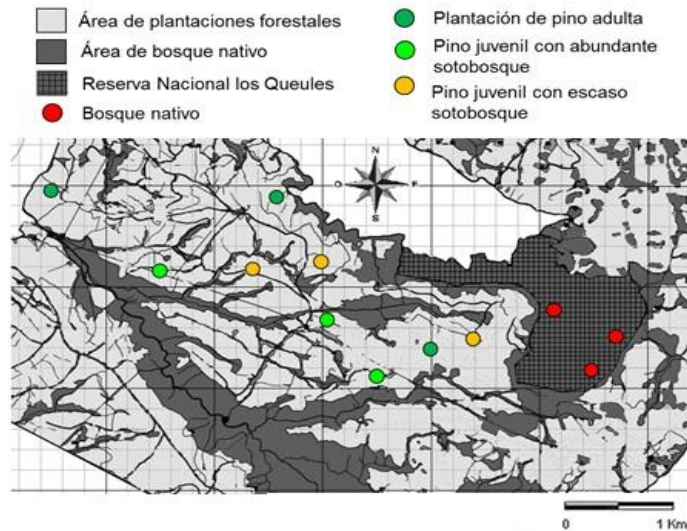 Área de plantaciones forestales
Área de bosque nativo
Reserva Nacional los Queules
Bosque nativo
Plantación de pino adulta
Pino juvenil con abundante
sotobosque
Pino juvenil con escaso
sotobosque
N
O
E
S
0 1 Km